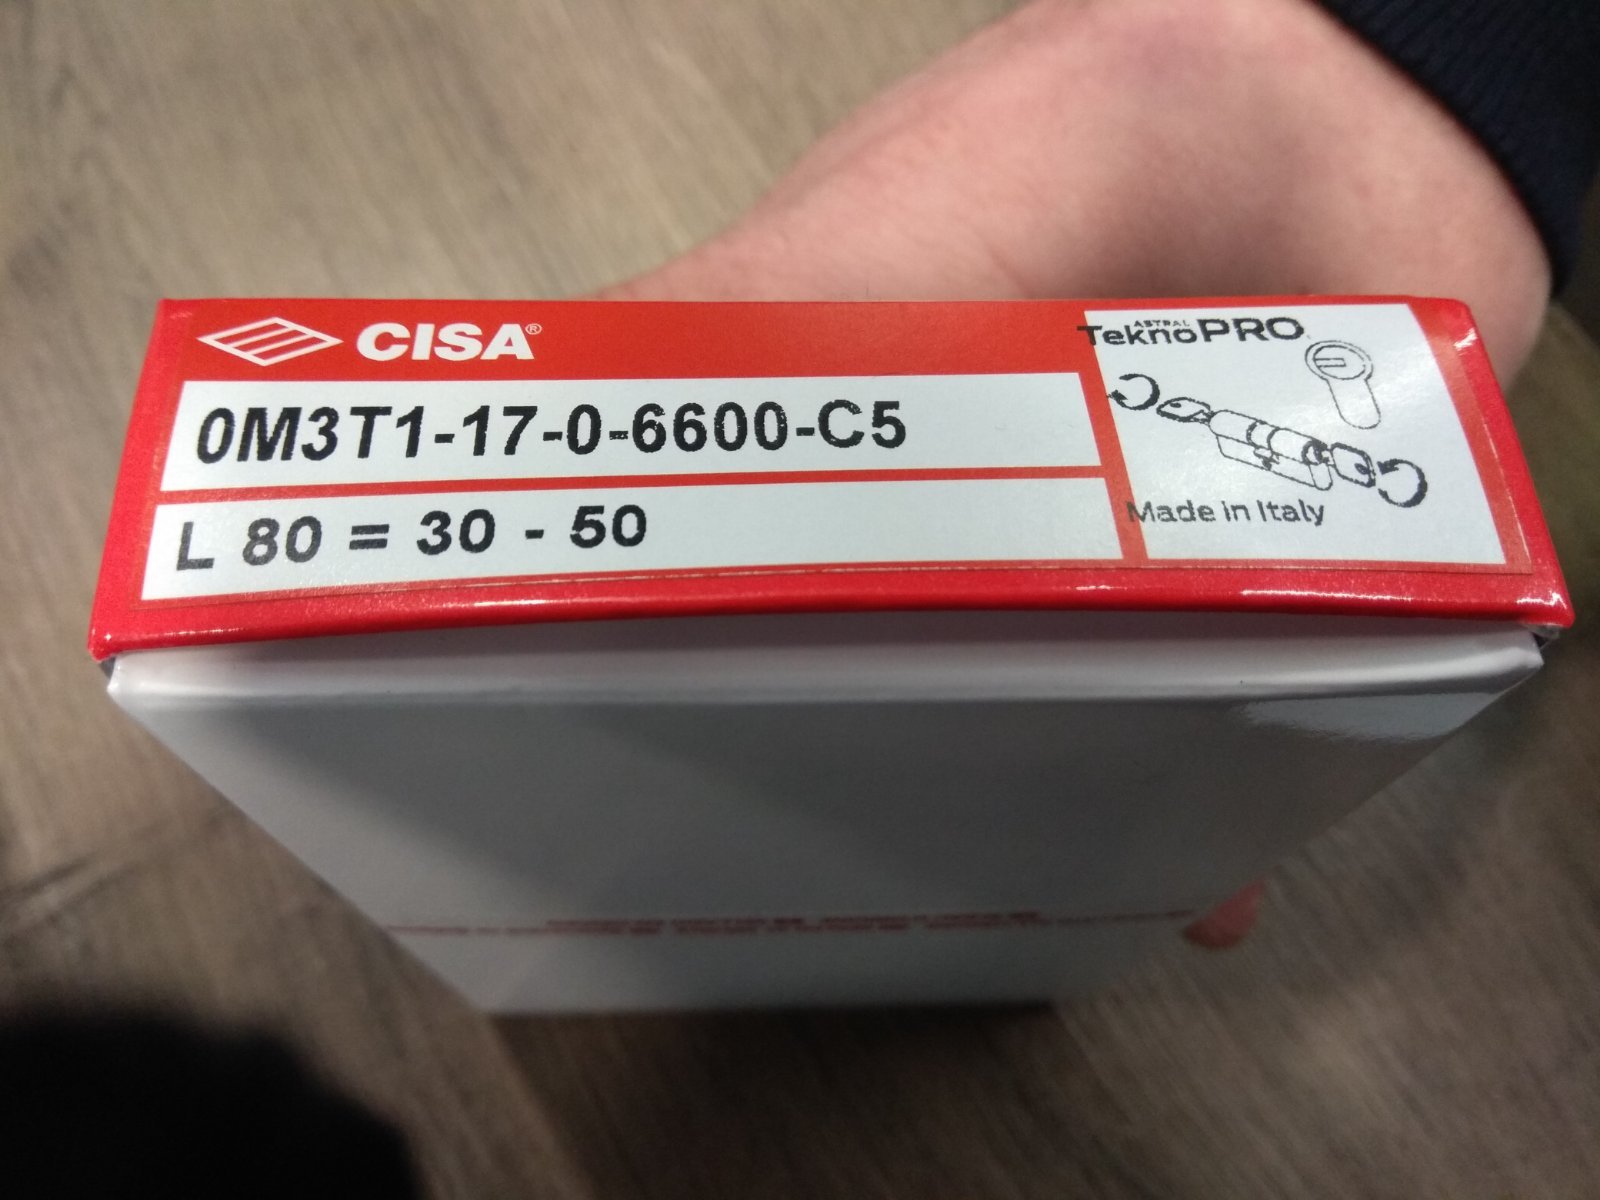 CISA®
0M3T1-17-0-6600-C5
L 80 = 30 - 50
ASTRAL
TeknoPRO
Made in Italy